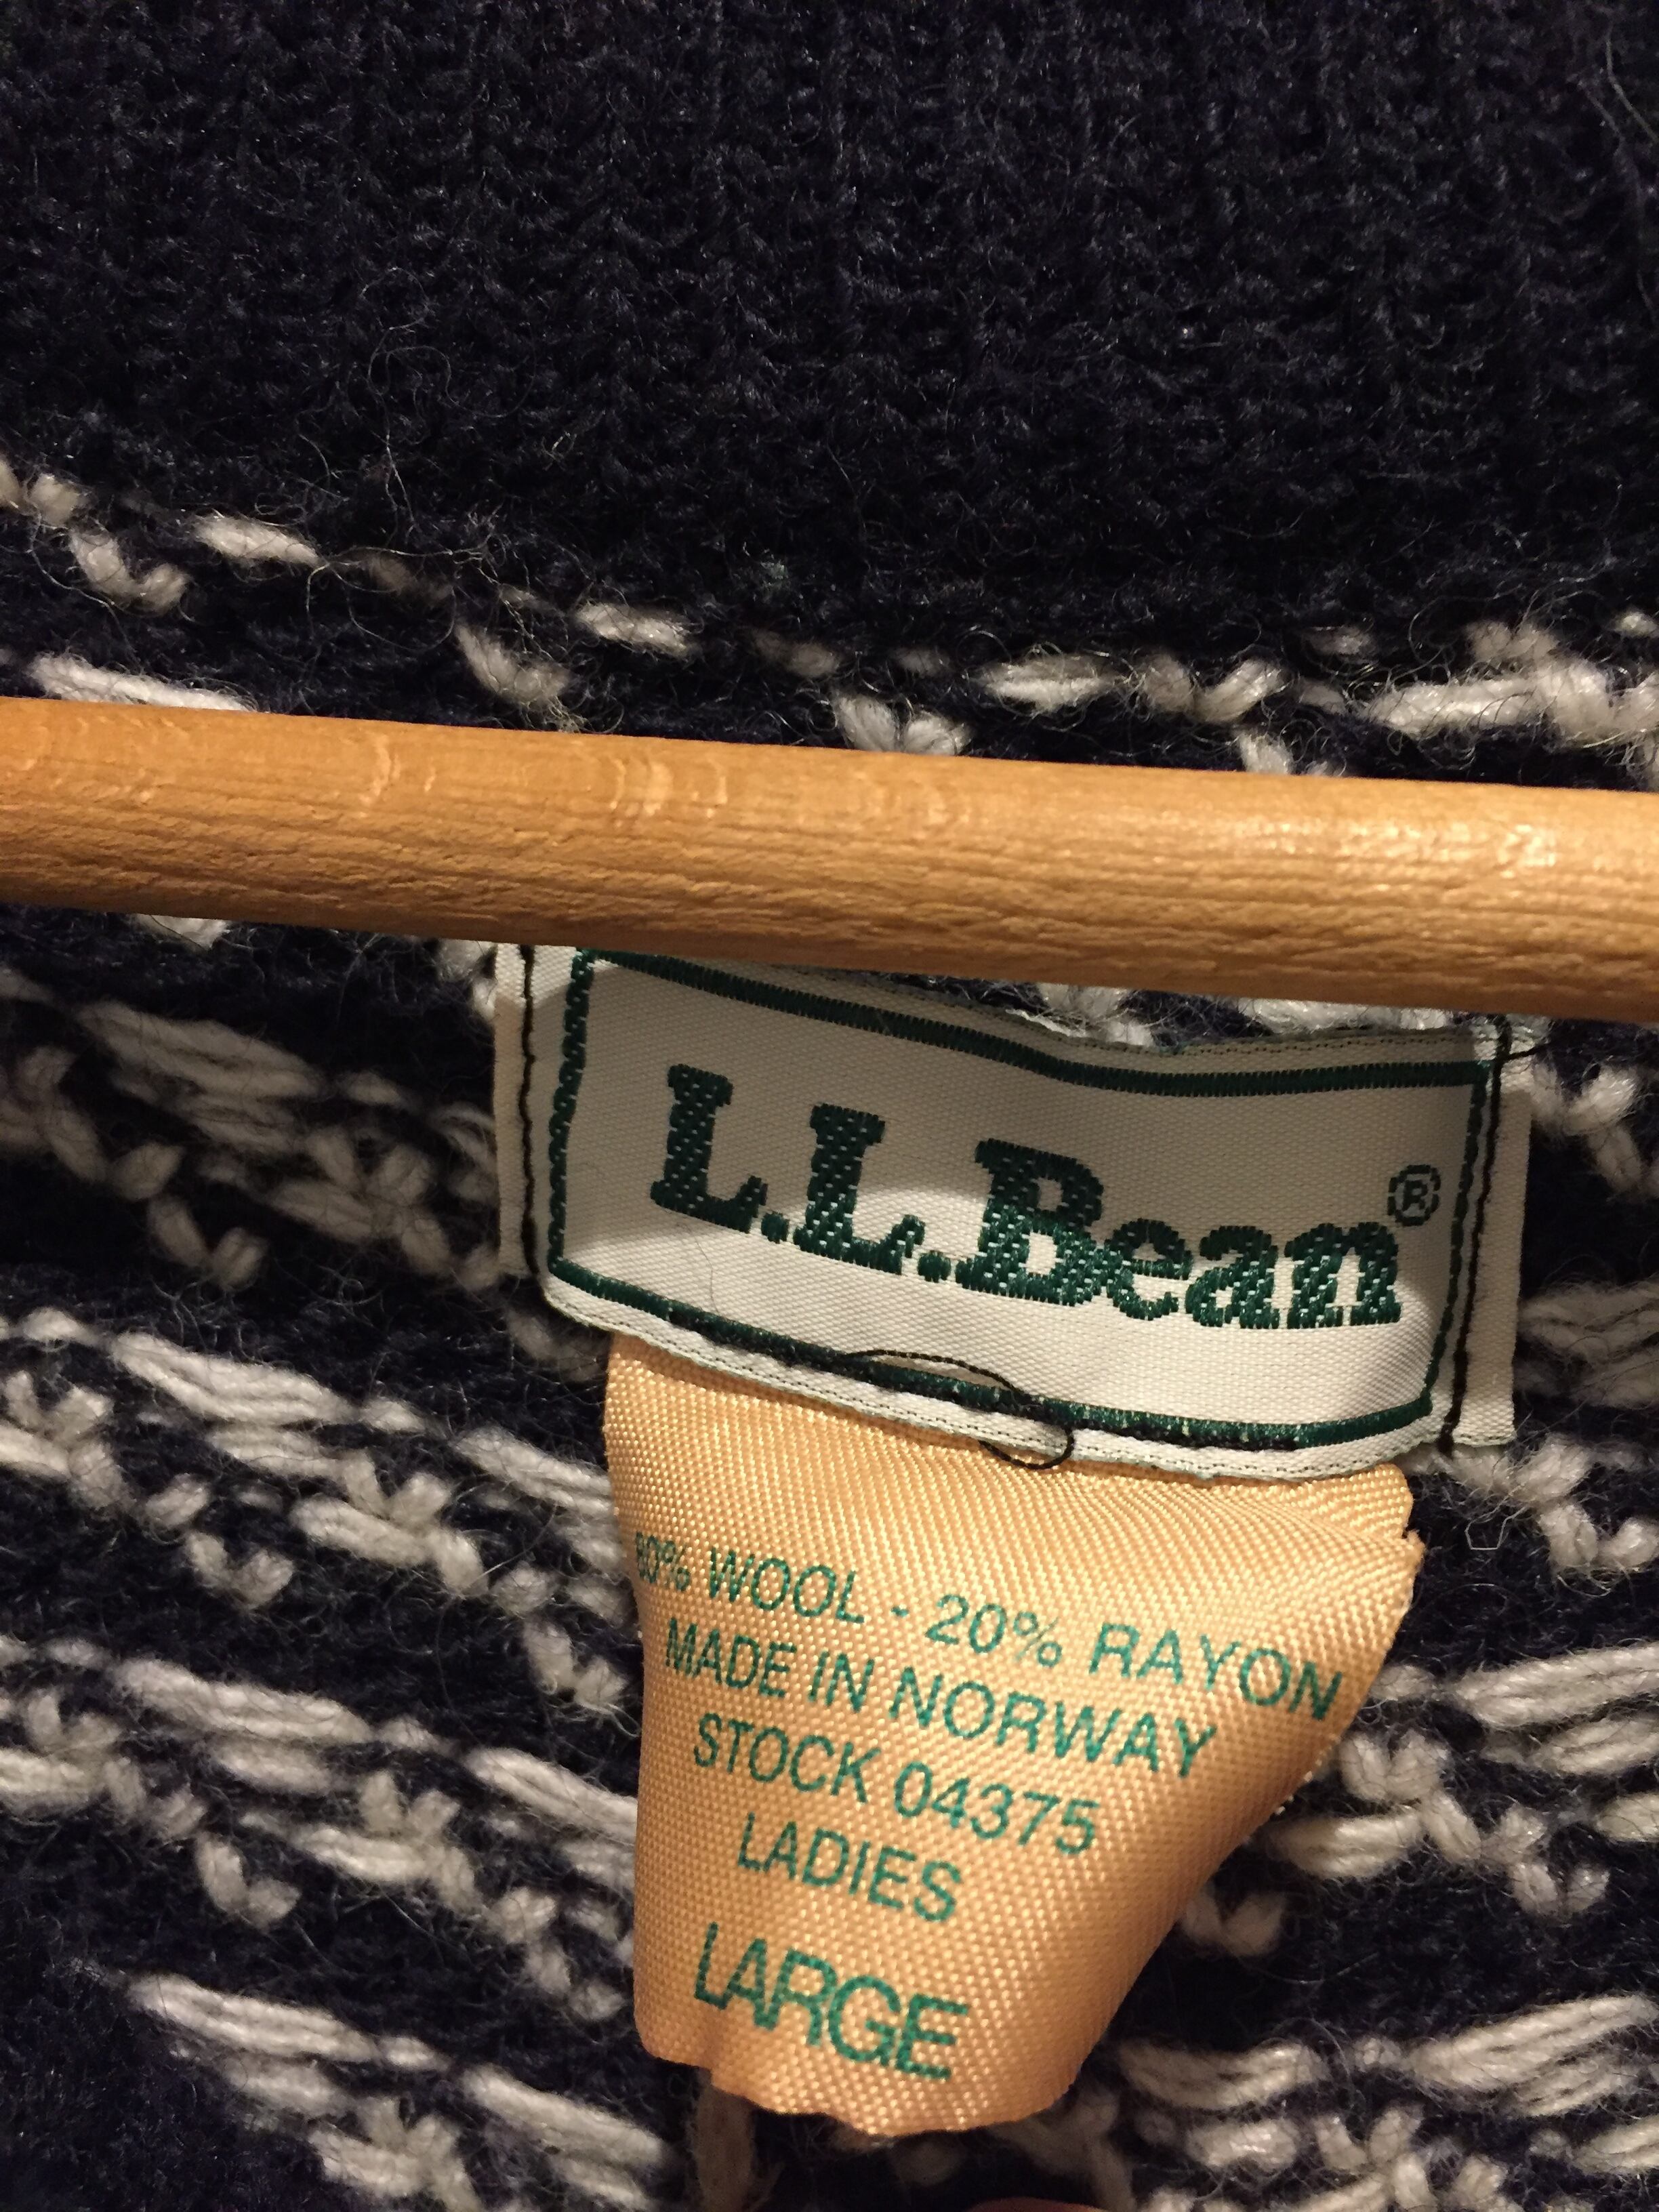 L.L.Bean®
80% WOOL - 20% RAYON
MADE IN NORWAY
STOCK 04375
LADIES
LARGE